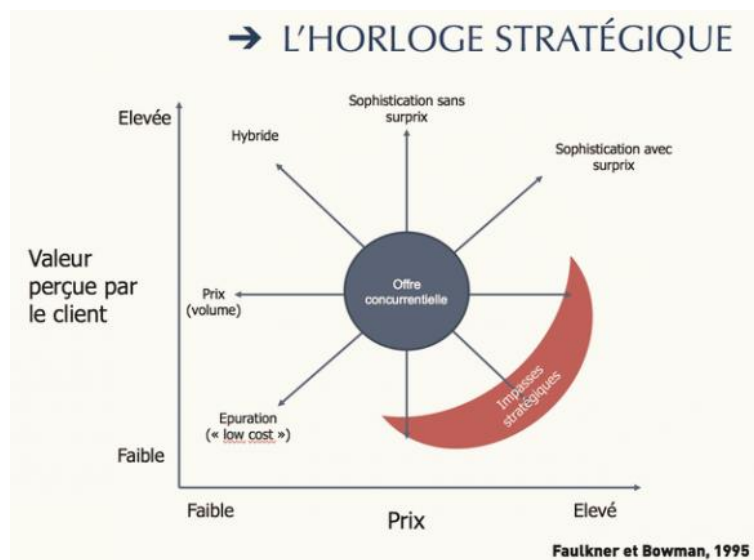 → L'HORLOGE STRATÉGIQUE
Elevée
Hybride
Sophistication sans
surprix
Sophistication avec
surprix
Valeur
perçue par
le client
Prix
(volume)
Offre
concurrentielle
Impasses
stratégiques
Epuration
(« low cost »)
Faible
Faible
Prix
Elevé
Faulkner et Bowman, 1995